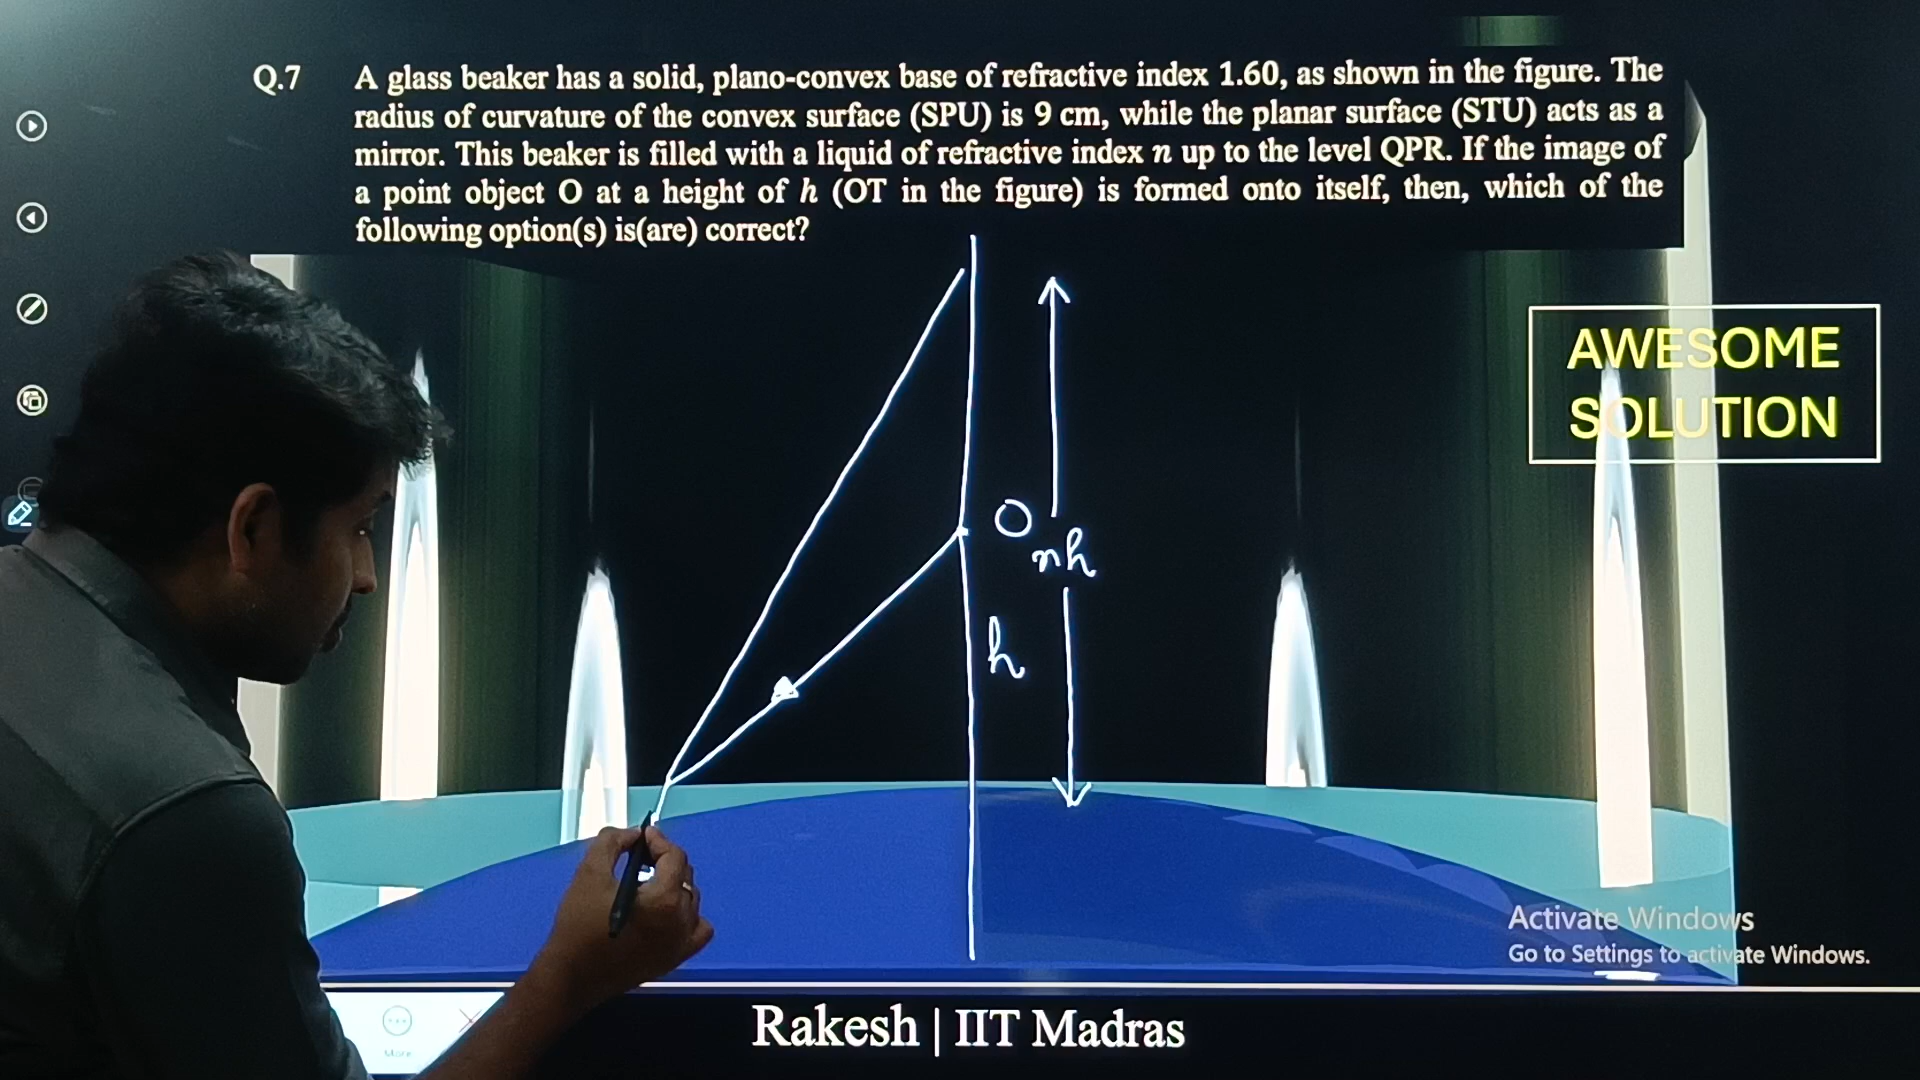 Q.7 A glass beaker has a solid, plano-convex base of refractive index 1.60, as shown in the figure. The
radius of curvature of the convex surface (SPU) is 9 cm, while the planar surface (STU) acts as a
mirror. This beaker is filled with a liquid of refractive index n up to the level QPR. If the image of
a point object O at a height of h (OT in the figure) is formed onto itself, then, which of the
following option(s) is(are) correct?
AWESOME
SOLUTION
O
nh
h
Activate Windows
Go to Settings to activate Windows.
Rakesh | IIT Madras
More